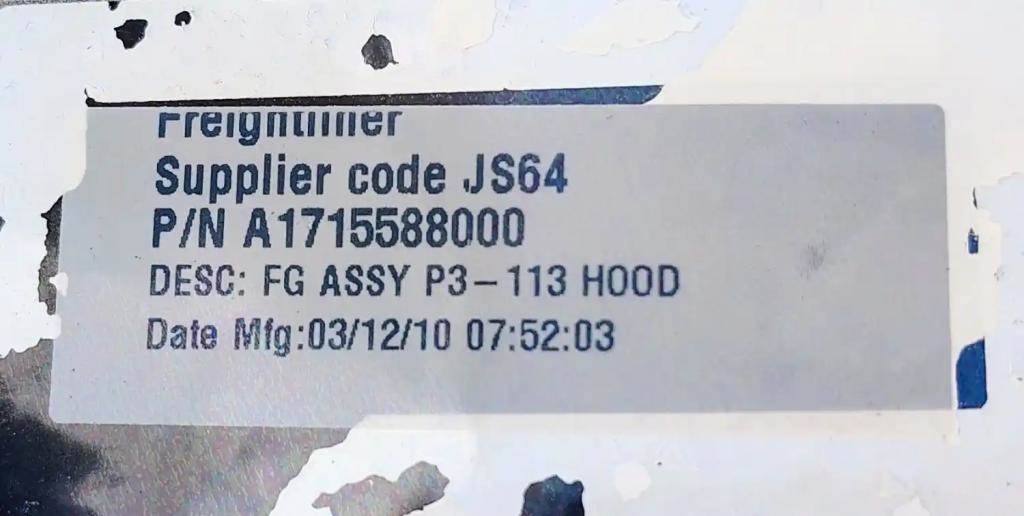 Freightliner
Supplier code JS64
P/N A1715588000
DESC: FG ASSY P3-113 HOOD
Date Mfg:03/12/10 07:52:03